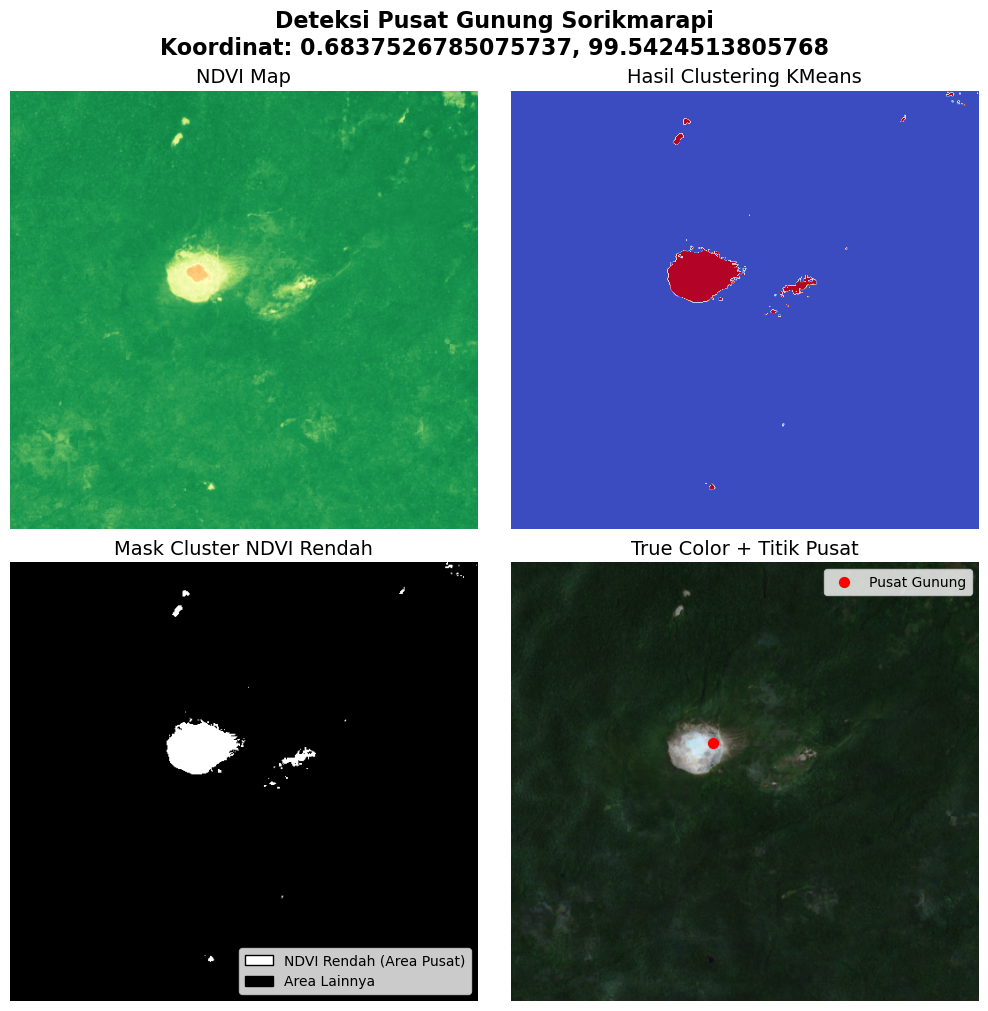 Deteksi Pusat Gunung Sorikmarapi
Koordinat: 0.6837526785075737, 99.5424513805768
NDVI Map
Hasil Clustering KMeans
Mask Cluster NDVI Rendah
True Color + Titik Pusat
Pusat Gunung
NDVI Rendah (Area Pusat)
Area Lainnya